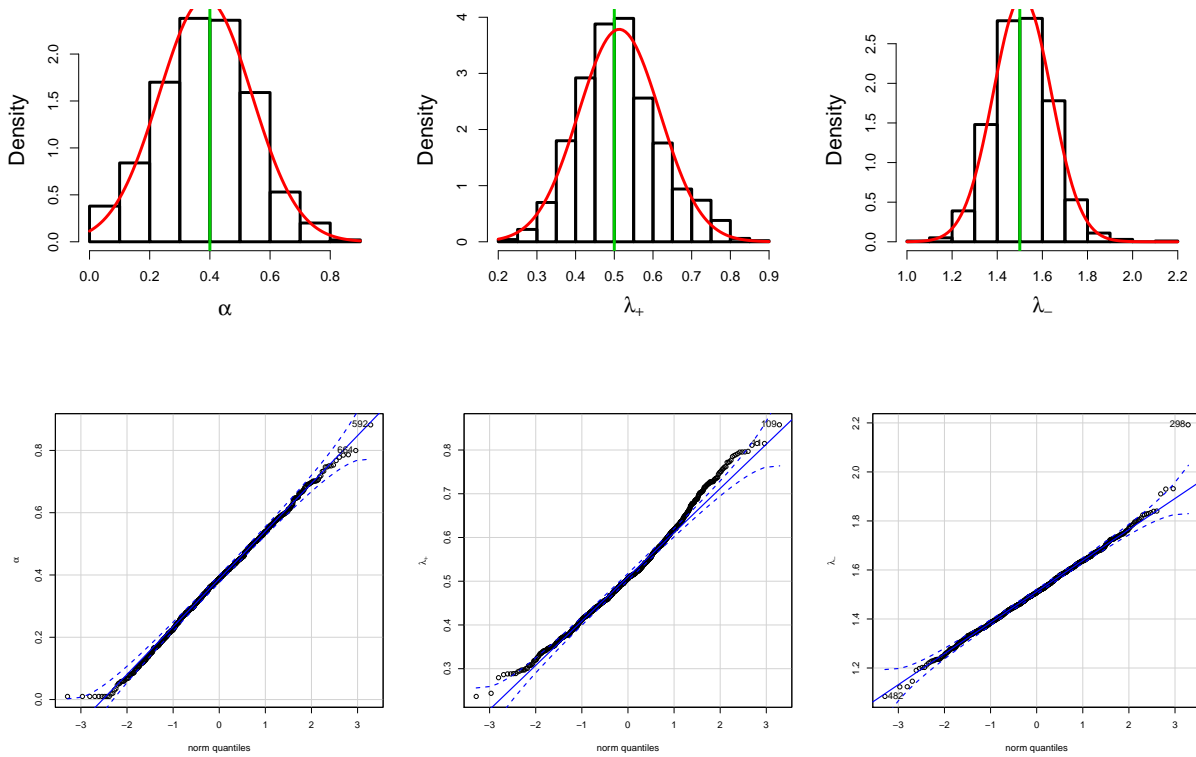 Density
0.0 0.5 1.0 1.5 2.0
0.0 0.2 0.4 0.6 0.8
α
Density
0 1 2 3 4
0.2 0.3 0.4 0.5 0.6 0.7 0.8 0.9
λ+
Density
0.0 0.5 1.0 1.5 2.0 2.5
1.0 1.2 1.4 1.6 1.8 2.0 2.2
λ−
α
0.0 0.2 0.4 0.6 0.8
592
664
−3 −2 −1 0 1 2 3
norm quantiles
λ+
0.3 0.4 0.5 0.6 0.7 0.8
109
−3 −2 −1 0 1 2 3
norm quantiles
λ−
1.2 1.4 1.6 1.8 2.0 2.2
298
482
−3 −2 −1 0 1 2 3
norm quantiles